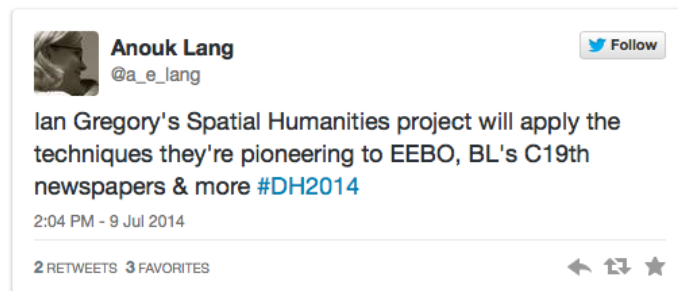 Anouk Lang
Follow
@a_e_lang
Ian Gregory's Spatial Humanities project will apply the
techniques they're pioneering to EEBO, BL's C19th
newspapers & more #DH2014
2:04 PM - 9 Jul 2014
2 RETWEETS 3 FAVORITES